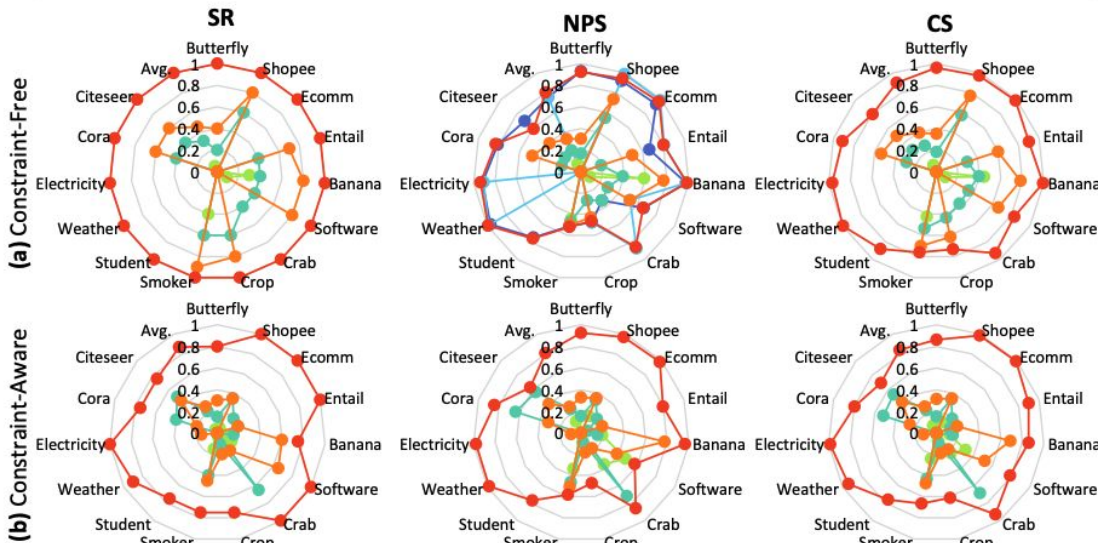 SR
NPS
CS
(a) Constraint-Free
Butterfly
Shopee
Ecomm
Entail
Banana
Software
Crab
Crop
Smoker
Student
Weather
Electricity
Cora
Citeseer
Avg.
1
0.8
0.6
0.4
0.2
0
Butterfly
Shopee
Ecomm
Entail
Banana
Software
Crab
Crop
Smoker
Student
Weather
Electricity
Cora
Citeseer
Avg.
1
0.8
0.6
0.4
0.2
0
Butterfly
Shopee
Ecomm
Entail
Banana
Software
Crab
Crop
Smoker
Student
Weather
Electricity
Cora
Citeseer
Avg.
1
0.8
0.6
0.4
0.2
0
(b) Constraint-Aware
Butterfly
Shopee
Ecomm
Entail
Banana
Software
Crab
Crop
Smoker
Student
Weather
Electricity
Cora
Citeseer
Avg.
1
0.8
0.6
0.4
0.2
0
Butterfly
Shopee
Ecomm
Entail
Banana
Software
Crab
Crop
Smoker
Student
Weather
Electricity
Cora
Citeseer
Avg.
1
0.8
0.6
0.4
0.2
0
Butterfly
Shopee
Ecomm
Entail
Banana
Software
Crab
Crop
Smoker
Student
Weather
Electricity
Cora
Citeseer
Avg.
1
0.8
0.6
0.4
0.2
0